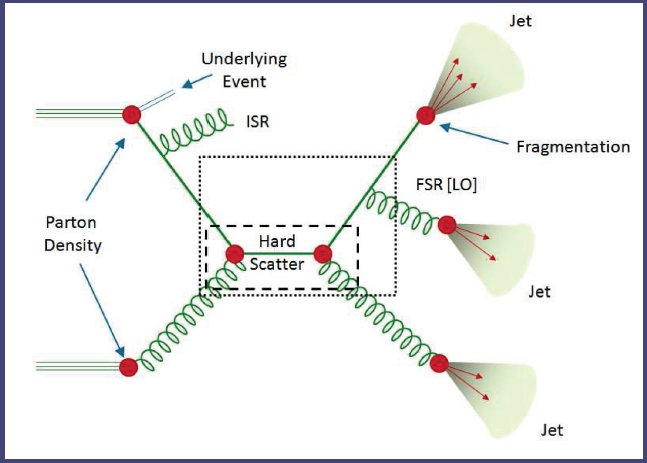 Jet
Underlying
Event
ISR
Fragmentation
FSR [LO]
Parton
Density
Hard
Scatter
Jet
Jet